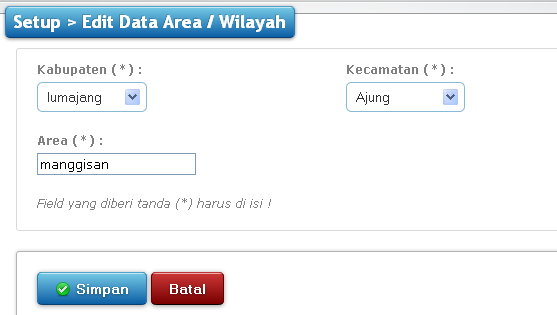 Setup > Edit Data Area / Wilayah
Kabupaten (*) :
Kecamatan (*) :
lumajang
Ajung
Area (*) :
manggisan
Field yang diberi tanda (*) harus di isi !
Simpan
Batal